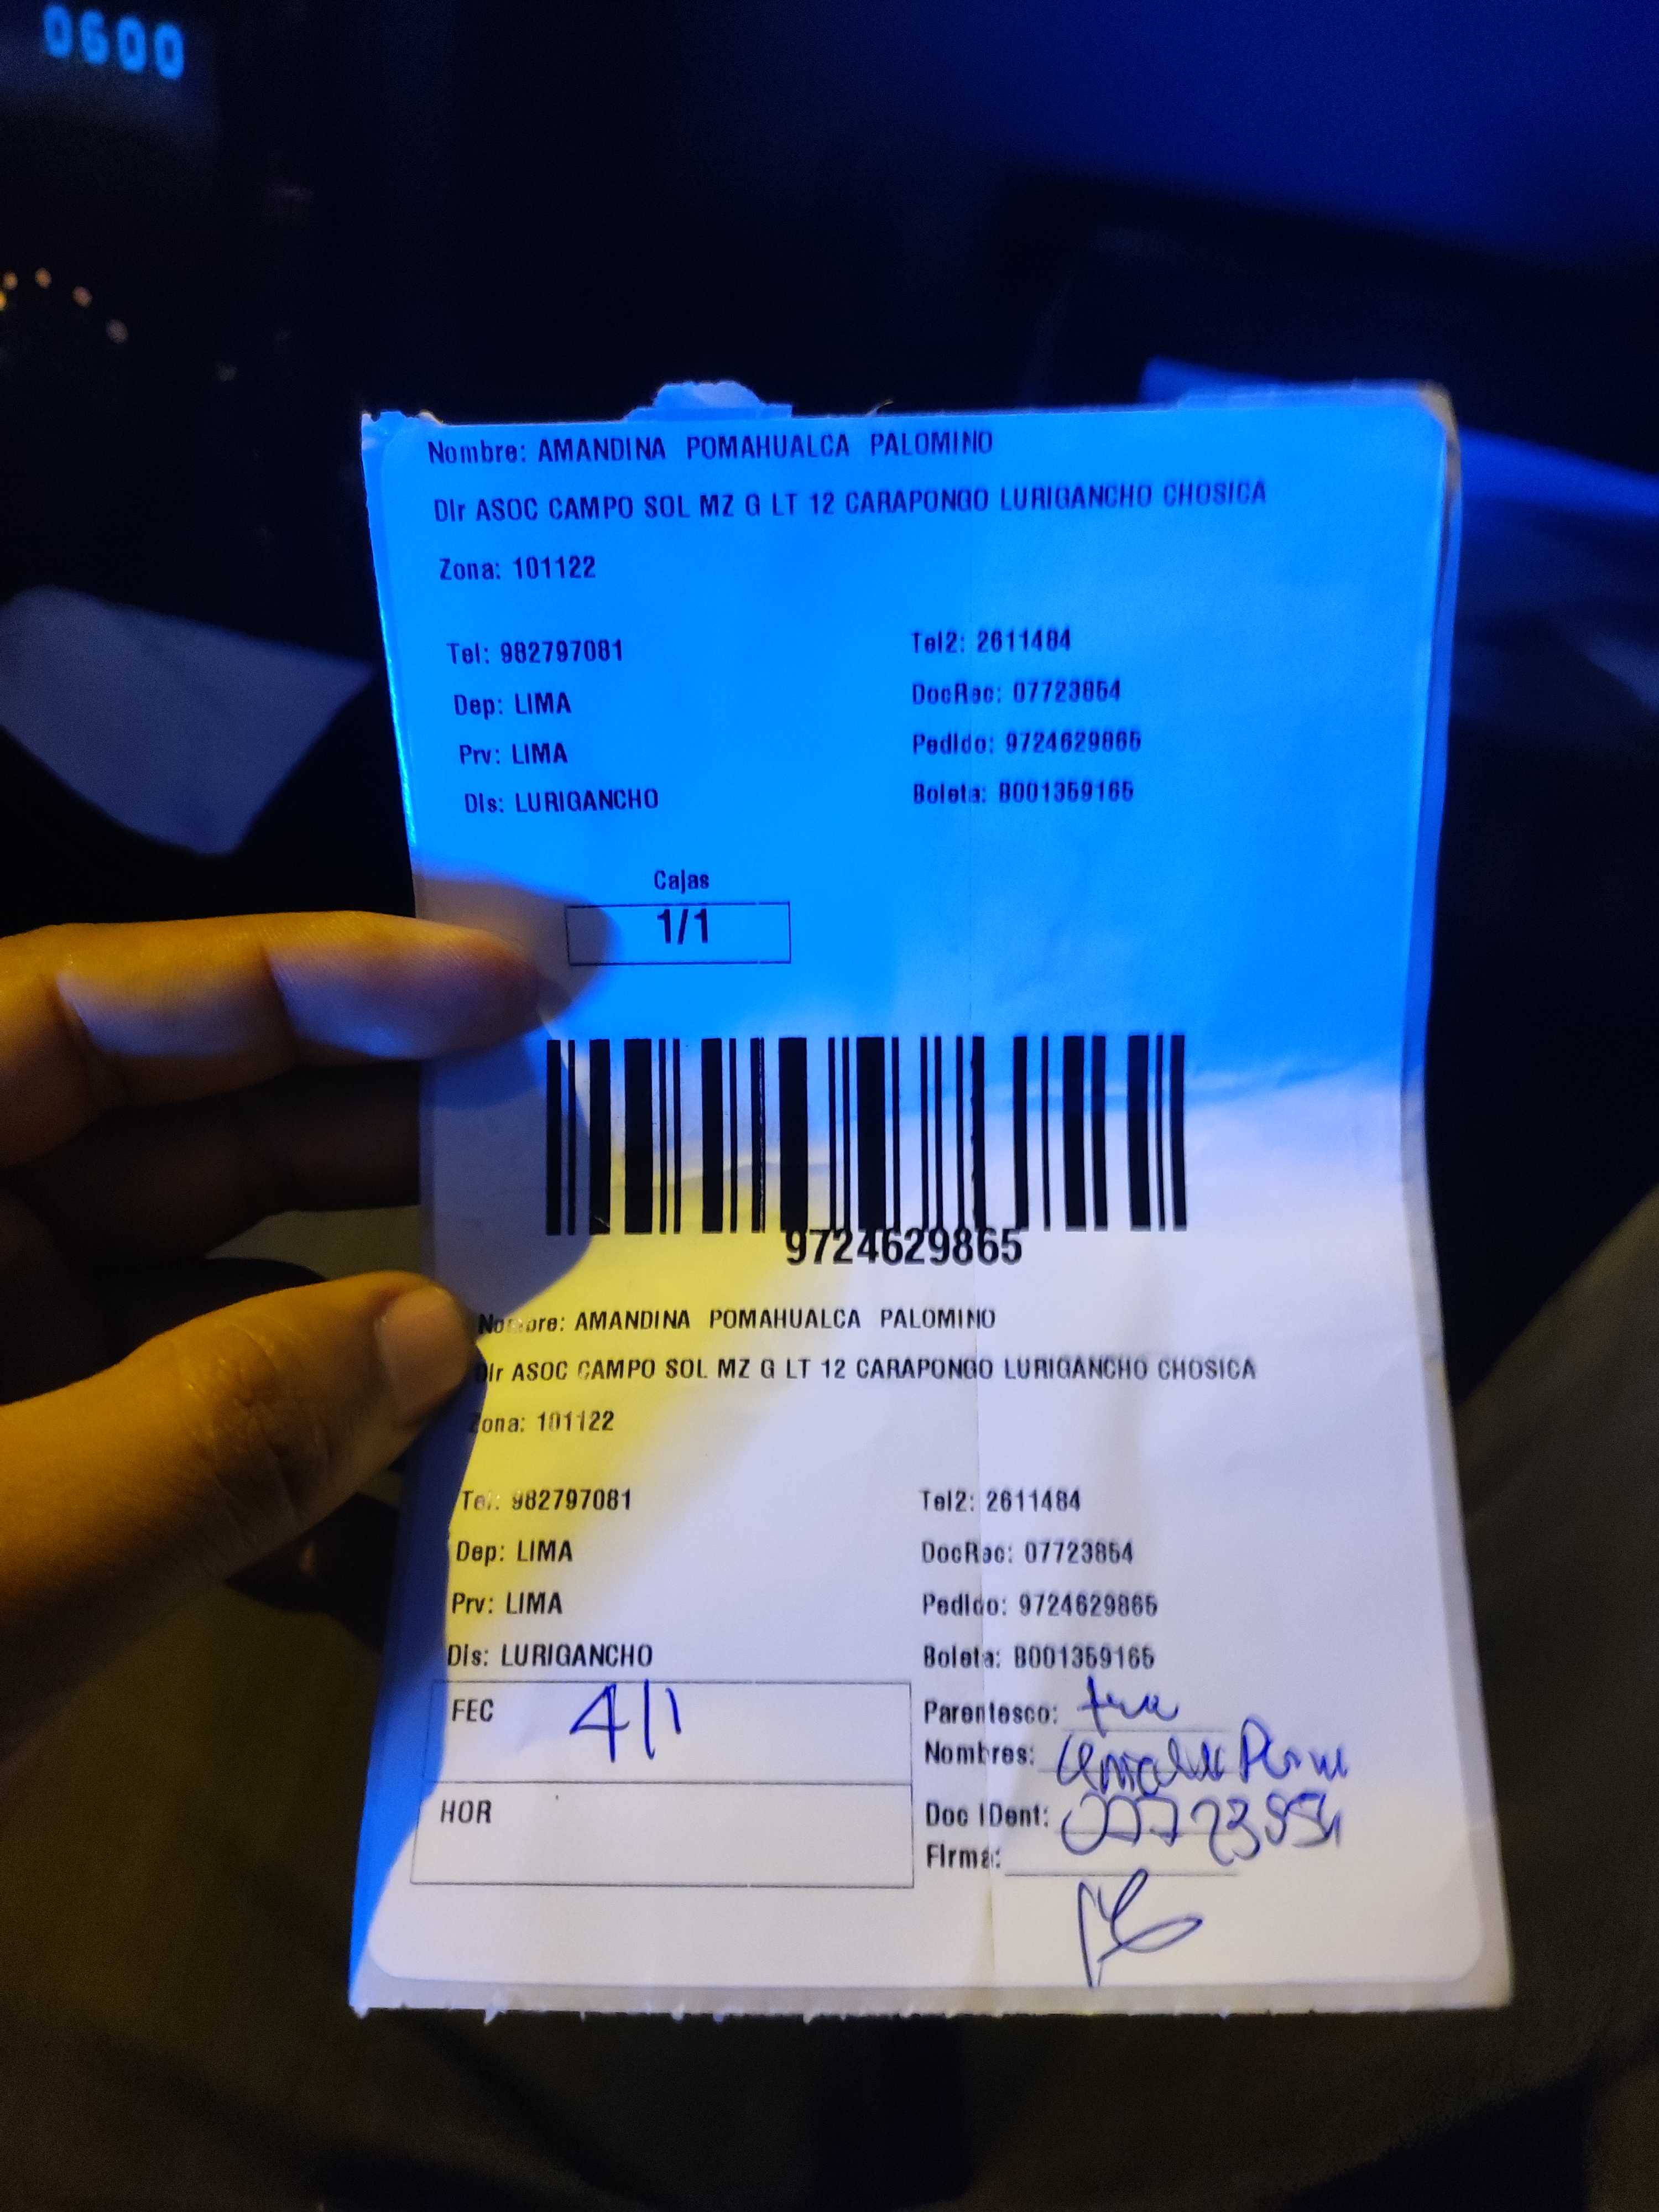 0600
Nombre: AMANDINA POMAHUALCA PALOMINO
Dir ASOC CAMPO SOL MZ G LT 12 CARAPONGO LURIGANCHO CHOSICA
Zona: 101122
Tel: 982797081 Tel2: 2611484
Dep: LIMA DocRec: 07723854
Prv: LIMA Pedido: 9724629865
Dis: LURIGANCHO Boleta: B001359165
Cajas
1/1
9724629865
Nombre: AMANDINA POMAHUALCA PALOMINO
Dir ASOC CAMPO SOL MZ G LT 12 CARAPONGO LURIGANCHO CHOSICA
Zona: 101122
Tel: 982797081 Tel2: 2611484
Dep: LIMA DocRec: 07723854
Prv: LIMA Pedido: 9724629865
Dis: LURIGANCHO Boleta: B001359165
FEC 4/1 Parentesco:
Nombres:
HOR Doc IDent: 07723854
Firma: